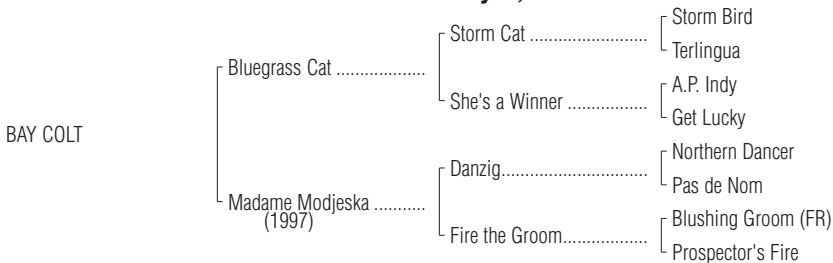 Storm Bird
Storm Cat ....................
Terlingua
Bluegrass Cat ...................
A.P. Indy
She's a Winner .................
Get Lucky
BAY COLT
Northern Dancer
Danzig...............................
Pas de Nom
Madame Modjeska ...........
(1997)
Blushing Groom (FR)
Fire the Groom..................
Prospector's Fire